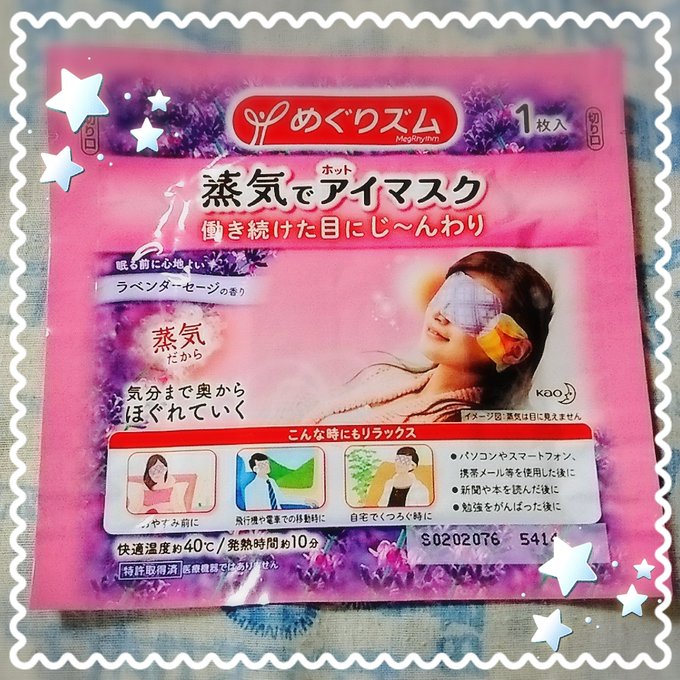 切り口
めぐりズム
MegRhythm
1枚入
切り口
蒸気でアイマスク
ホット
働き続けた目にじ〜んわり
眠る前に心地よい
ラベンダーセージの香り
蒸気
だから
気分まで奥から
ほぐれていく
Kao
イメージ図:蒸気は目に見えません
こんな時にもリラックス
おやすみ前に
飛行機や電車での移動時に
自宅でくつろぐ時に
●パソコンやスマートフォン、
携帯メール等を使用した後に
●新聞や本を読んだ後に
●勉強をがんばった後に
快適温度約40℃/発熱時間約10分
S0202076 5414
特許取得済 医療機器ではありません